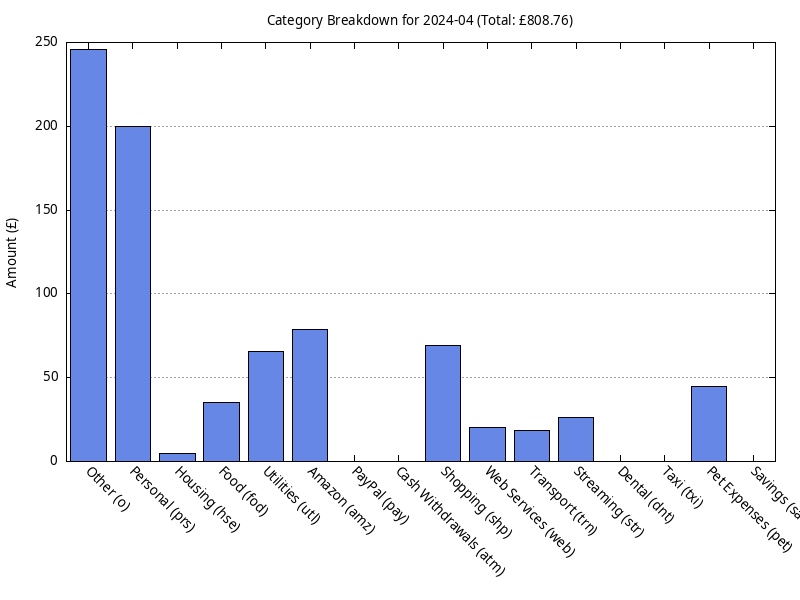 Category Breakdown for 2024-04 (Total: £808.76)
Amount (£)
250
200
150
100
50
0
Other (o)
Personal (prs)
Housing (hse)
Food (fod)
Utilities (utl)
Amazon (amz)
PayPal (pay)
Cash Withdrawals (atm)
Shopping (shp)
Web Services (web)
Transport (trn)
Streaming (str)
Dental (dnt)
Taxi (txi)
Pet Expenses (pet)
Savings